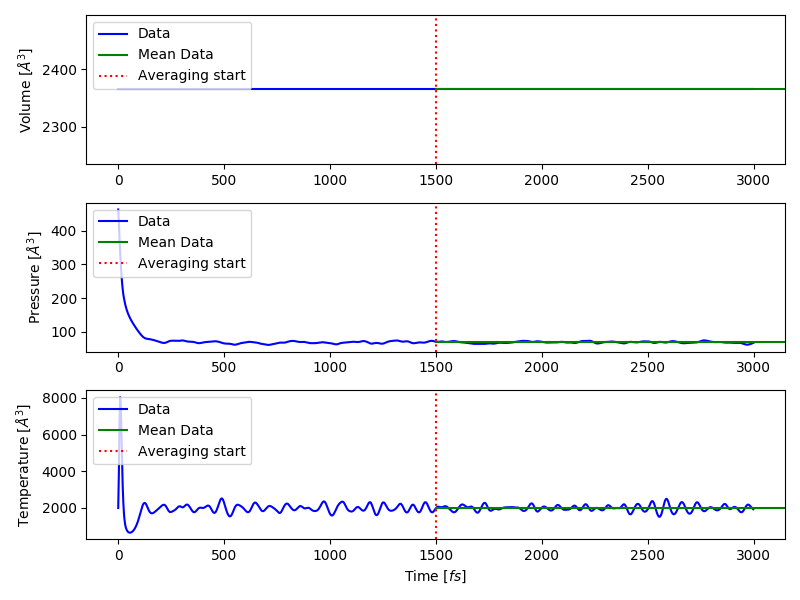 Volume [Å³]
2400
2300
Data
Mean Data
Averaging start
0 500 1000 1500 2000 2500 3000
Pressure [Å³]
400
300
200
100
Data
Mean Data
Averaging start
0 500 1000 1500 2000 2500 3000
Temperature [Å³]
8000
6000
4000
2000
Data
Mean Data
Averaging start
0 500 1000 1500 2000 2500 3000
Time [fs]